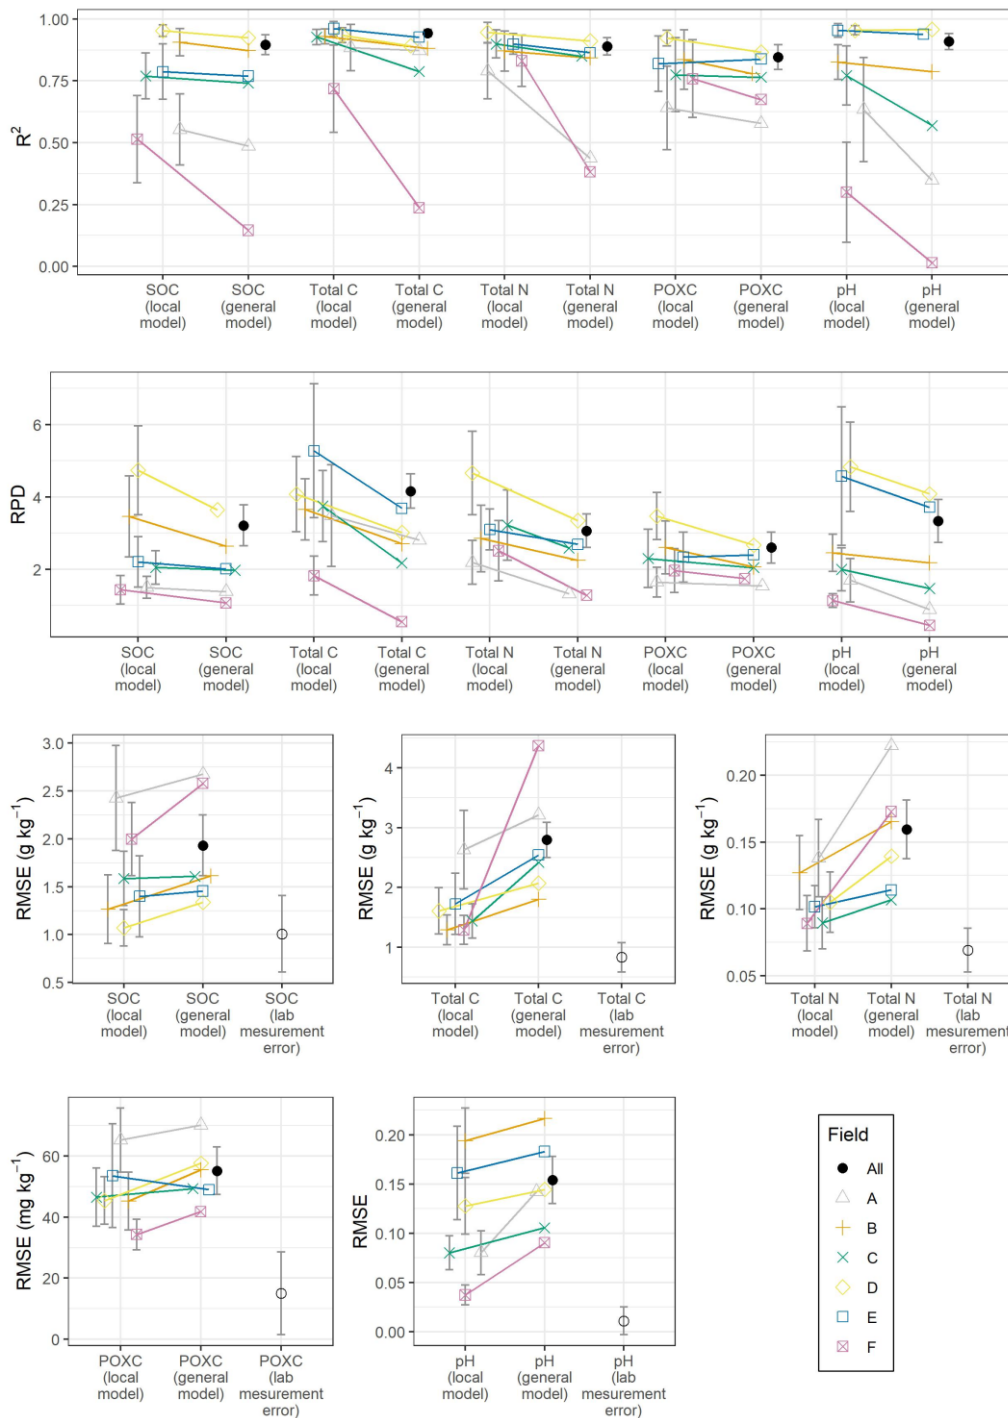 1.00
0.75
0.50
0.25
0.00
R²
SOC
(local
model)
SOC
(general
model)
Total C
(local
model)
Total C
(general
model)
Total N
(local
model)
Total N
(general
model)
POXC
(local
model)
POXC
(general
model)
pH
(local
model)
pH
(general
model)
6
4
2
RPD
SOC
(local
model)
SOC
(general
model)
Total C
(local
model)
Total C
(general
model)
Total N
(local
model)
Total N
(general
model)
POXC
(local
model)
POXC
(general
model)
pH
(local
model)
pH
(general
model)
3.0
2.5
2.0
1.5
1.0
0.5
RMSE (g kg⁻¹)
SOC
(local
model)
SOC
(general
model)
SOC
(lab
mesurement
error)
4
3
2
1
RMSE (g kg⁻¹)
Total C
(local
model)
Total C
(general
model)
Total C
(lab
mesurement
error)
0.20
0.15
0.10
0.05
RMSE (g kg⁻¹)
Total N
(local
model)
Total N
(general
model)
Total N
(lab
mesurement
error)
60
40
20
0
RMSE (mg kg⁻¹)
POXC
(local
model)
POXC
(general
model)
POXC
(lab
mesurement
error)
0.20
0.15
0.10
0.05
0.00
RMSE
pH
(local
model)
pH
(general
model)
pH
(lab
mesurement
error)
Field
All
A
B
C
D
E
F